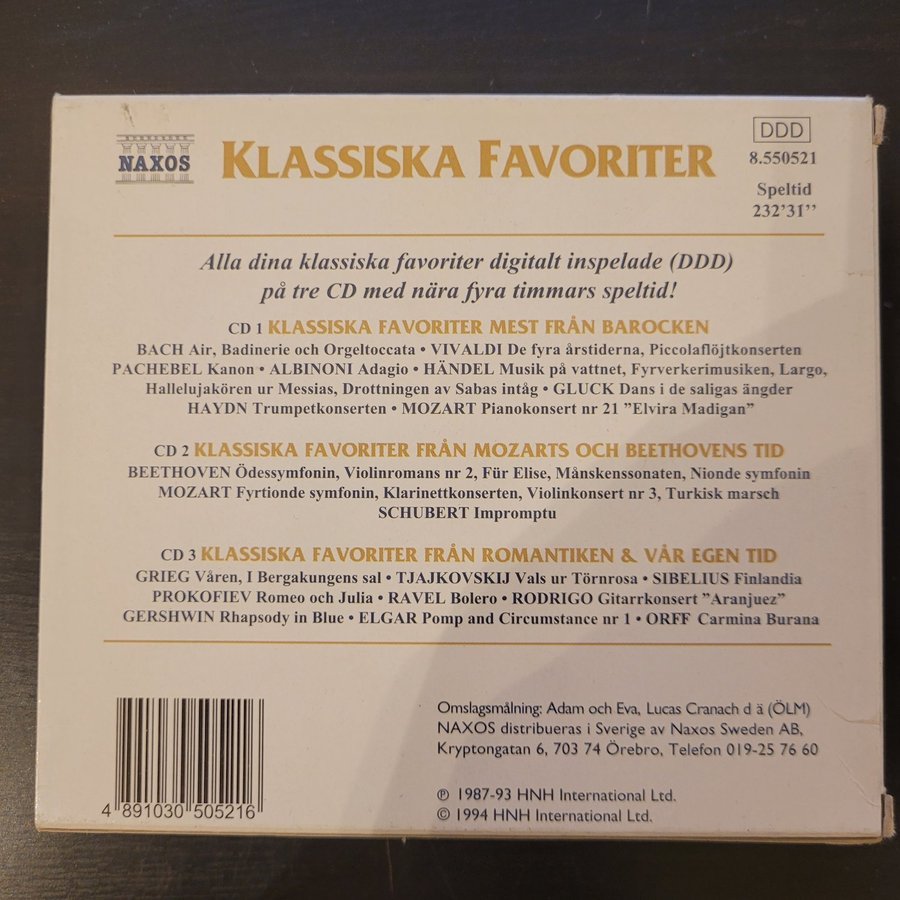 NAXOS
KLASSISKA FAVORITER
DDD
8.550521
Speltid
232'31''
Alla dina klassiska favoriter digitalt inspelade (DDD)
på tre CD med nära fyra timmars speltid!
CD 1 KLASSISKA FAVORITER MEST FRÅN BAROCKEN
BACH Air, Badinerie och Orgeltoccata • VIVALDI De fyra årstiderna, Piccolaflöjtkonserten
PACHEBEL Kanon • ALBINONI Adagio • HÄNDEL Musik på vattnet, Fyrverkerimusiken, Largo,
Hallelujakören ur Messias, Drottningen av Sabas intåg • GLUCK Dans i de saligas ängder
HAYDN Trumpetkonserten • MOZART Pianokonsert nr 21 ”Elvira Madigan”
CD 2 KLASSISKA FAVORITER FRÅN MOZARTS OCH BEETHOVENS TID
BEETHOVEN Ödessymfonin, Violinromans nr 2, Für Elise, Månskenssonaten, Nionde symfonin
MOZART Fyrtionde symfonin, Klarinettkonserten, Violinkonsert nr 3, Turkisk marsch
SCHUBERT Impromptu
CD 3 KLASSISKA FAVORITER FRÅN ROMANTIKEN & VÅR EGEN TID
GRIEG Våren, I Bergakungens sal • TJAJKOVSKIJ Vals ur Törnrosa • SIBELIUS Finlandia
PROKOFIEV Romeo och Julia • RAVEL Bolero • RODRIGO Gitarrkonsert ”Aranjuez”
GERSHWIN Rhapsody in Blue • ELGAR Pomp and Circumstance nr 1 • ORFF Carmina Burana
Omslagsmålning: Adam och Eva, Lucas Cranach d ä (ÖLM)
NAXOS distribueras i Sverige av Naxos Sweden AB,
Kryptongatan 6, 703 74 Örebro, Telefon 019-25 76 60
℗ 1987-93 HNH International Ltd.
© 1994 HNH International Ltd.
4 891030 505216